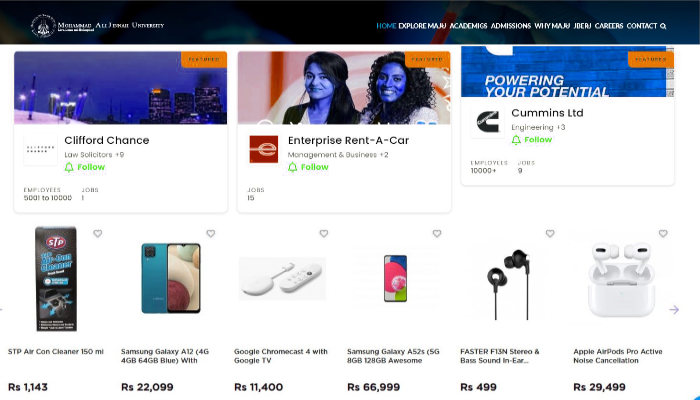 MOHAMMAD ALI JINNAH UNIVERSITY
HOME EXPLORE MAJU ACADEMICS ADMISSIONS WHY MAJU JBERJ CAREERS CONTACT
FEATURED
FEATURED
FEATURED
POWERING
YOUR POTENTIAL
Clifford Chance
Law Solicitors +9
Follow
EMPLOYEES JOBS
5001 to 10000 1
Enterprise Rent-A-Car
Management & Business +2
Follow
JOBS
15
Cummins Ltd
Engineering +3
Follow
EMPLOYEES JOBS
10000+ 9
STP
Air Con
Cleaner
STP Air Con Cleaner 150 ml
Rs 1,143
Samsung Galaxy A12 (4G
4GB 64GB Blue) With
Rs 22,099
Google Chromecast 4 with
Google TV
Rs 11,400
Samsung Galaxy A52s (5G
8GB 128GB Awesome
Rs 66,999
FASTER F13N Stereo &
Bass Sound In-Ear...
Rs 499
Apple AirPods Pro Active
Noise Cancellation
Rs 29,499